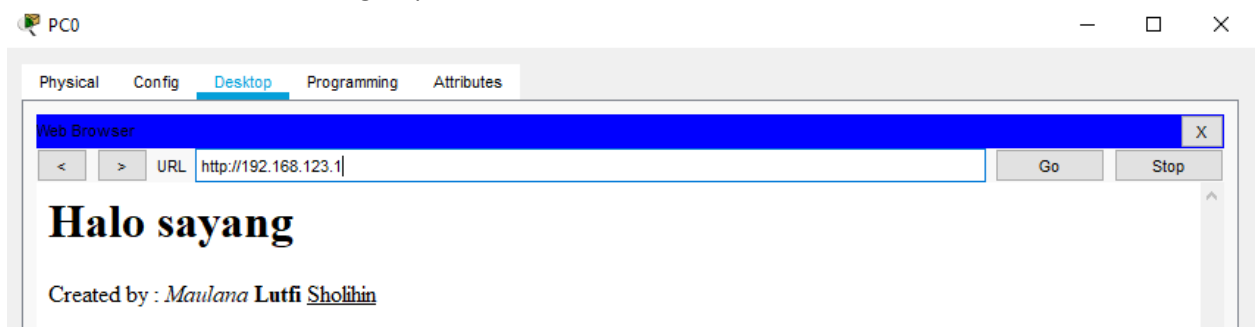 PC0
Physical Config Desktop Programming Attributes
Web Browser X
< > URL http://192.168.123.1 Go Stop
Halo sayang
Created by : Maulana Lutfi Sholihin